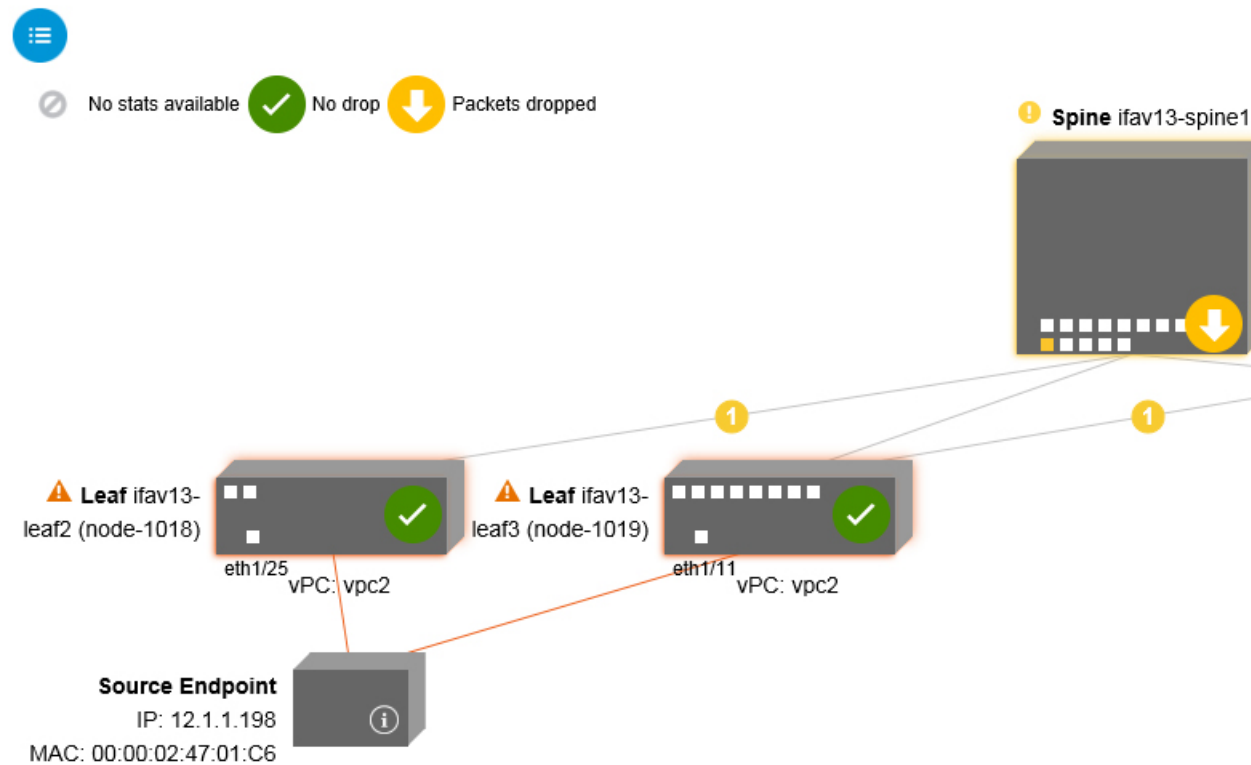 No stats available No drop Packets dropped
Spine ifav13-spine1
1 1
Leaf ifav13-
leaf2 (node-1018)
eth1/25
vPC: vpc2
Leaf ifav13-
leaf3 (node-1019)
eth1/11
vPC: vpc2
Source Endpoint
IP: 12.1.1.198
MAC: 00:00:02:47:01:C6